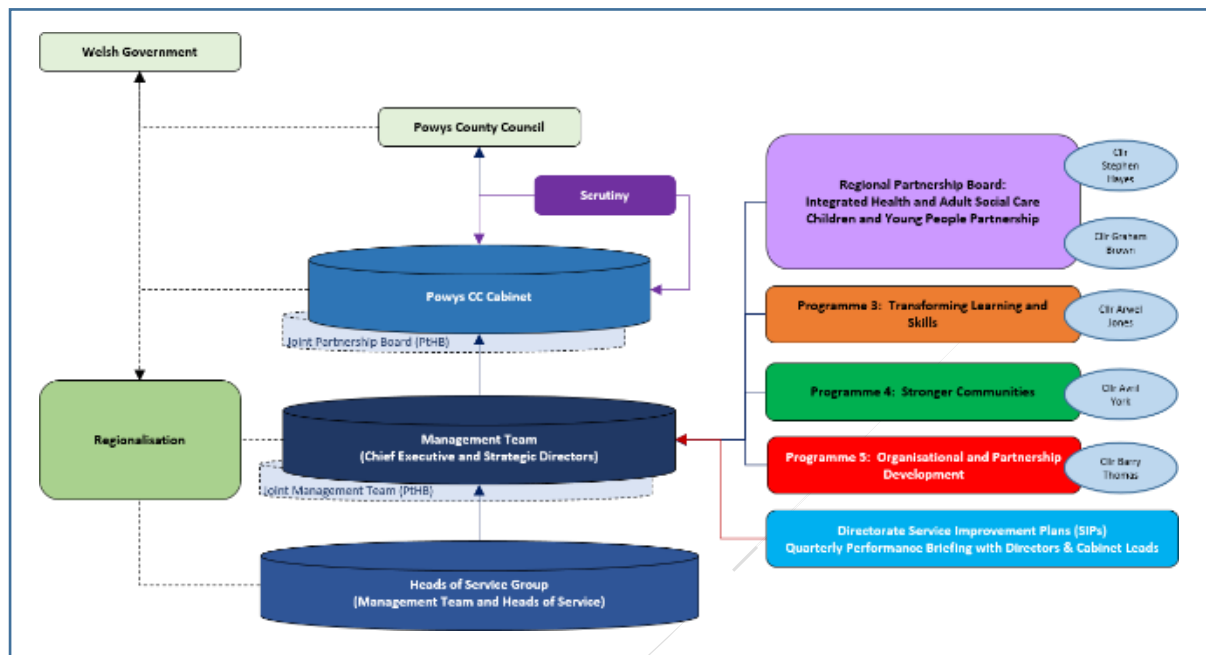 Welsh Government
Powys County Council
Scrutiny
Powys CC Cabinet
Joint Partnership Board (PtHB)
Regionalisation
Management Team
(Chief Executive and Strategic Directors)
Joint Management Team (PtHB)
Heads of Service Group
(Management Team and Heads of Service)
Regional Partnership Board:
Integrated Health and Adult Social Care
Children and Young People Partnership
Cllr
Stephen
Hayes
Cllr Graham
Brown
Programme 3: Transforming Learning and
Skills
Cllr Arwel
Jones
Programme 4: Stronger Communities
Cllr Avril
York
Programme 5: Organisational and Partnership
Development
Cllr Barry
Thomas
Directorate Service Improvement Plans (SIPs)
Quarterly Performance Briefing with Directors & Cabinet Leads